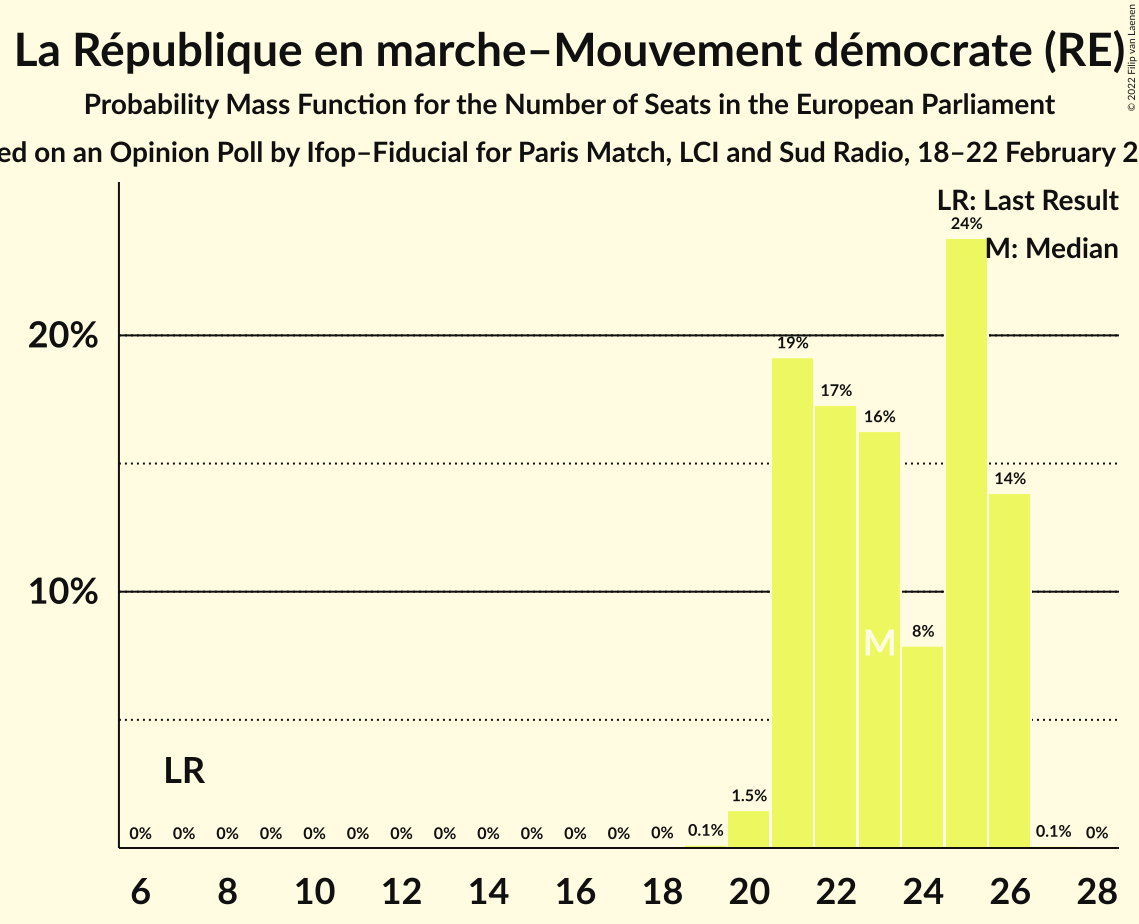 La République en marche–Mouvement démocrate (RE)
© 2022 Filip van Laenen
Probability Mass Function for the Number of Seats in the European Parliament
ed on an Opinion Poll by Ifop–Fiducial for Paris Match, LCI and Sud Radio, 18–22 February 2
LR: Last Result
M: Median
24%
20%
19%
17%
16%
14%
10%
M
8%
LR
1.5%
0% 0% 0% 0% 0% 0% 0% 0% 0% 0% 0% 0% 0% 0.1% 0.1% 0%
6 8 10 12 14 16 18 20 22 24 26 28